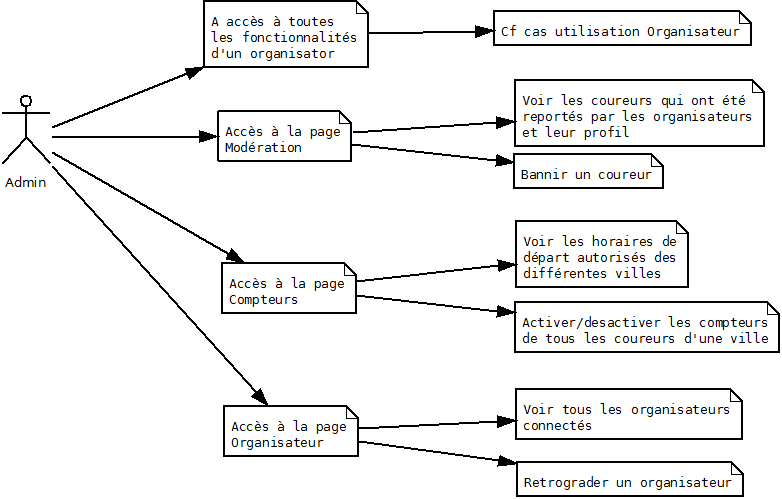 A accès à toutes
les fonctionnalités
d'un organisator
Cf cas utilisation Organisateur
Admin
Accès à la page
Modération
Voir les coureurs qui ont été
reportés par les organisateurs
et leur profil
Bannir un coureur
Accès à la page
Compteurs
Voir les horaires de
départ autorisés des
différentes villes
Activer/desactiver les compteurs
de tous les coureurs d'une ville
Accès à la page
Organisateur
Voir tous les organisateurs
connectés
Retrograder un organisateur